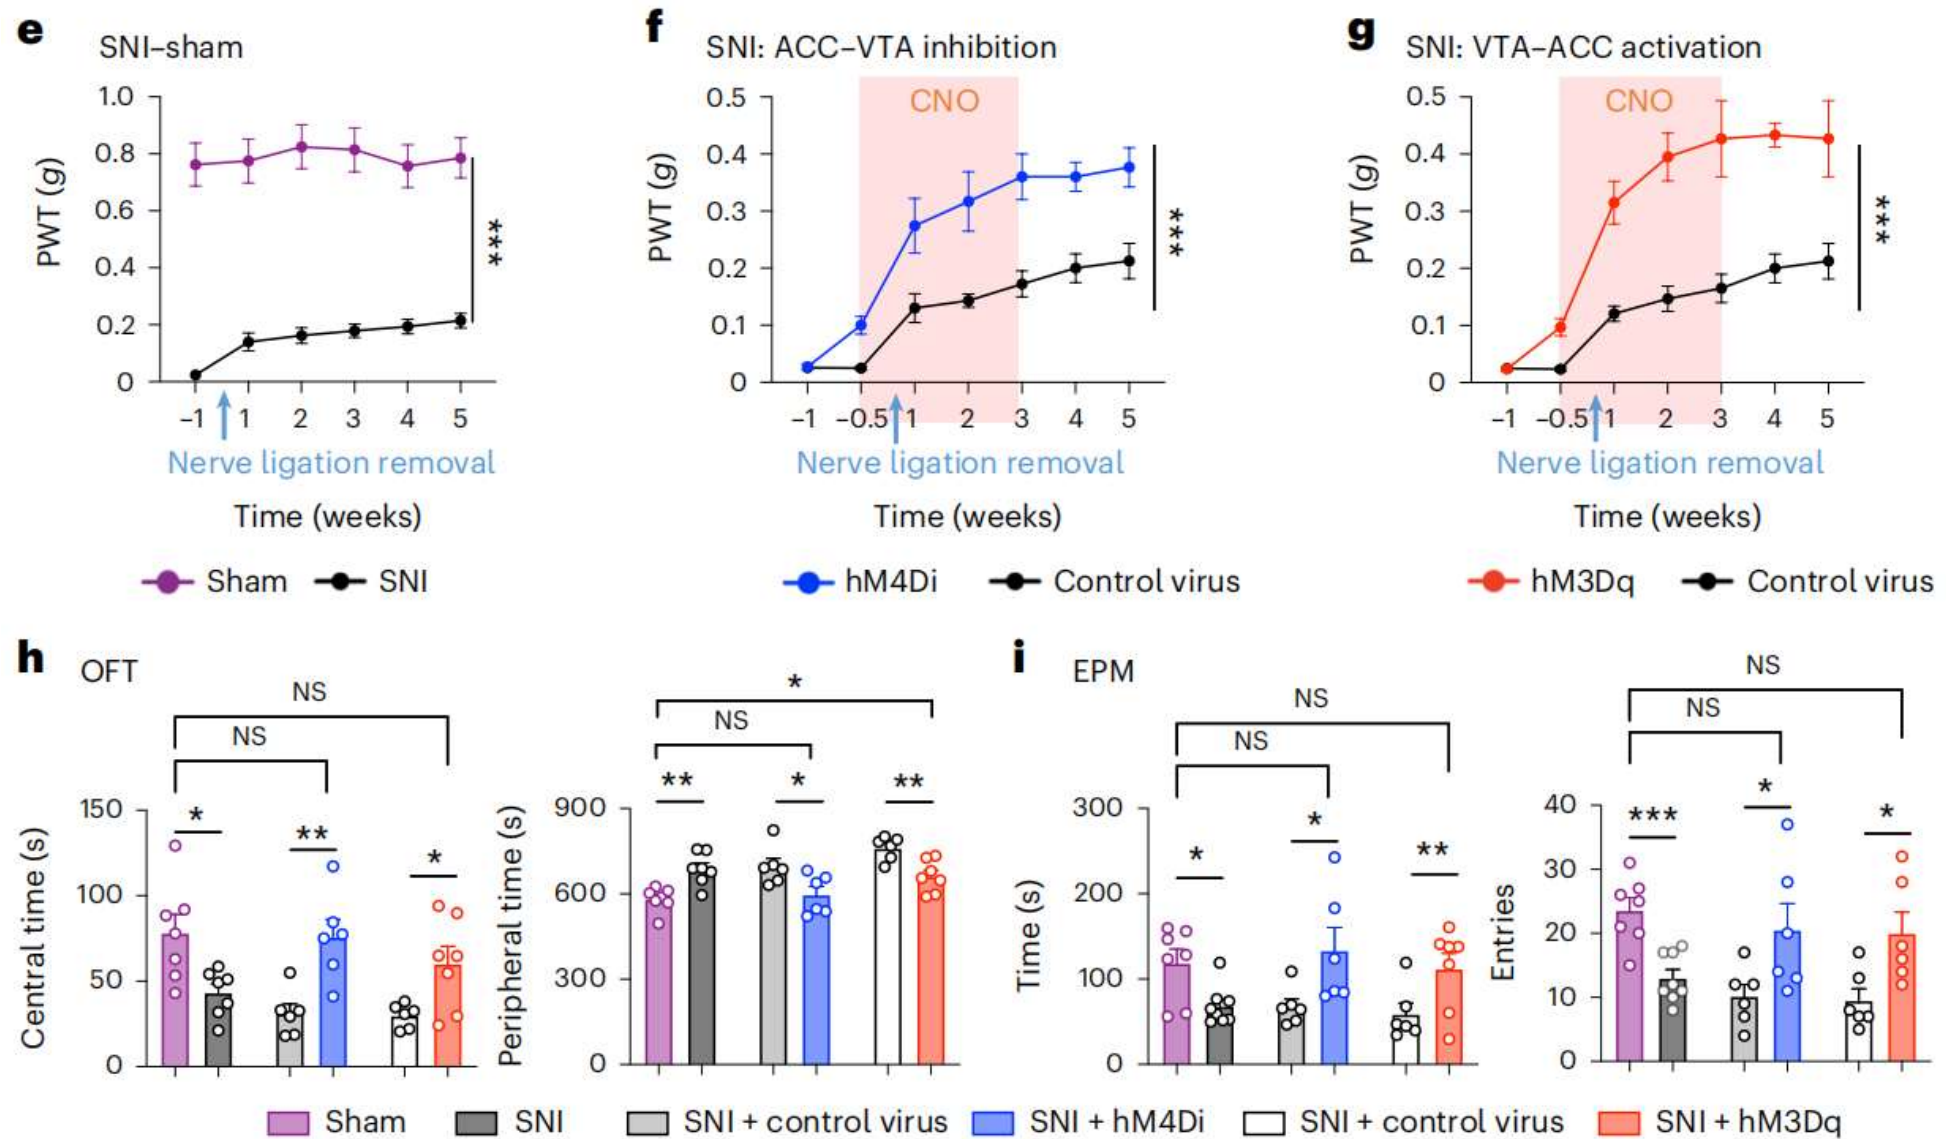 e SNI–sham
PWT (g)
1.0
0.8
0.6
0.4
0.2
0
***
–1 1 2 3 4 5
Nerve ligation removal
Time (weeks)
Sham SNI
f SNI: ACC–VTA inhibition
CNO
PWT (g)
0.5
0.4
0.3
0.2
0.1
0
***
–1 –0.5 1 2 3 4 5
Nerve ligation removal
Time (weeks)
hM4Di Control virus
g SNI: VTA–ACC activation
CNO
PWT (g)
0.5
0.4
0.3
0.2
0.1
0
***
–1 –0.5 1 2 3 4 5
Nerve ligation removal
Time (weeks)
hM3Dq Control virus
h OFT
NS
NS
* ** *
Central time (s)
150
100
50
0
*
NS
** * **
Peripheral time (s)
900
600
300
0
i EPM
NS
NS
* * **
Time (s)
300
200
100
0
NS
NS
*** * *
Entries
40
30
20
10
0
Sham SNI SNI + control virus SNI + hM4Di SNI + control virus SNI + hM3Dq